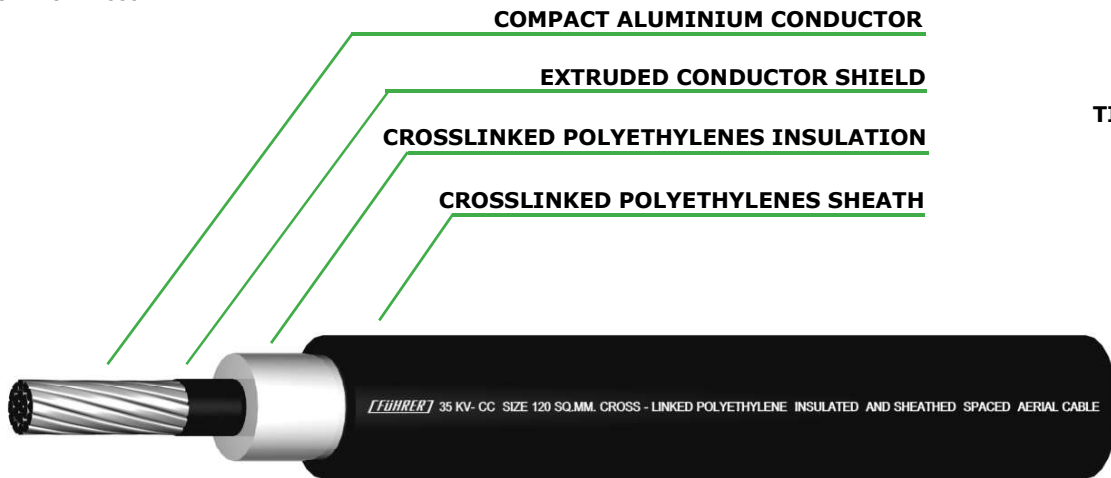 COMPACT ALUMINIUM CONDUCTOR
EXTRUDED CONDUCTOR SHIELD
TI
CROSSLINKED POLYETHYLENES INSULATION
CROSSLINKED POLYETHYLENES SHEATH
[FÜHRER] 35 KV- CC SIZE 120 SQ.MM. CROSS - LINKED POLYETHYLENE INSULATED AND SHEATHED SPACED AERIAL CABLE